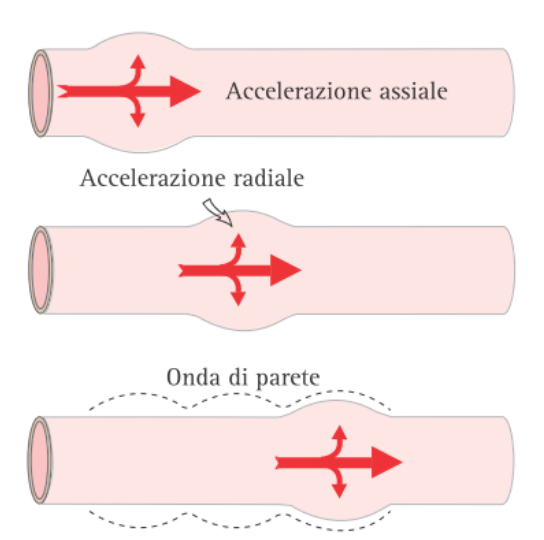 Accelerazione assiale
Accelerazione radiale
Onda di parete